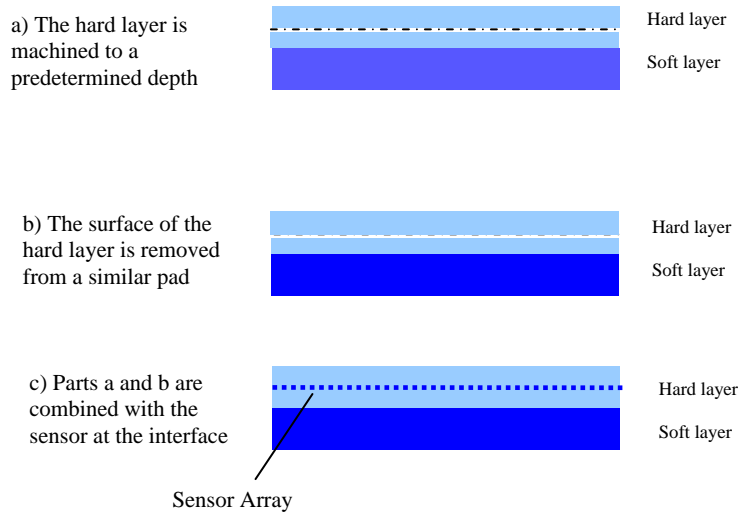 a) The hard layer is
machined to a
predetermined depth
Hard layer
Soft layer
b) The surface of the
hard layer is removed
from a similar pad
Hard layer
Soft layer
c) Parts a and b are
combined with the
sensor at the interface
Hard layer
Soft layer
Sensor Array